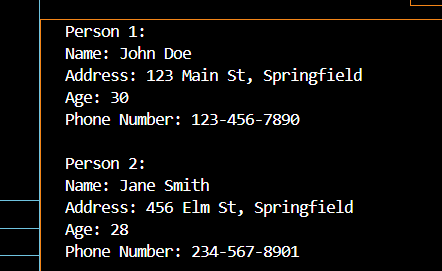 Person 1:
Name: John Doe
Address: 123 Main St, Springfield
Age: 30
Phone Number: 123-456-7890
Person 2:
Name: Jane Smith
Address: 456 Elm St, Springfield
Age: 28
Phone Number: 234-567-8901